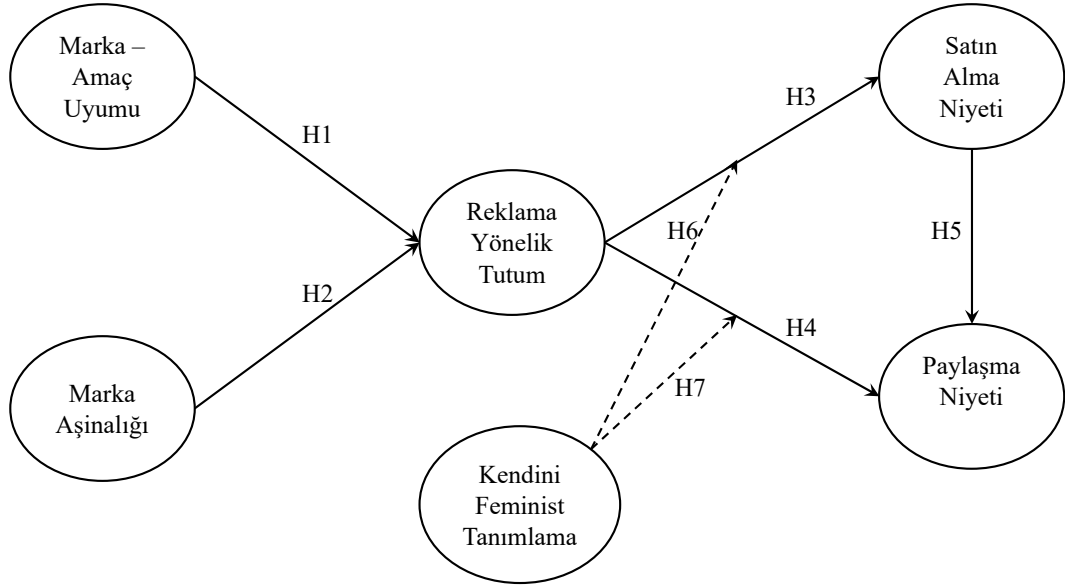 Marka –
Amaç
Uyumu
H1
Marka
Aşinalığı
H2
Reklama
Yönelik
Tutum
H3
H4
H6
H7
Kendini
Feminist
Tanımlama
Satın
Alma
Niyeti
H5
Paylaşma
Niyeti